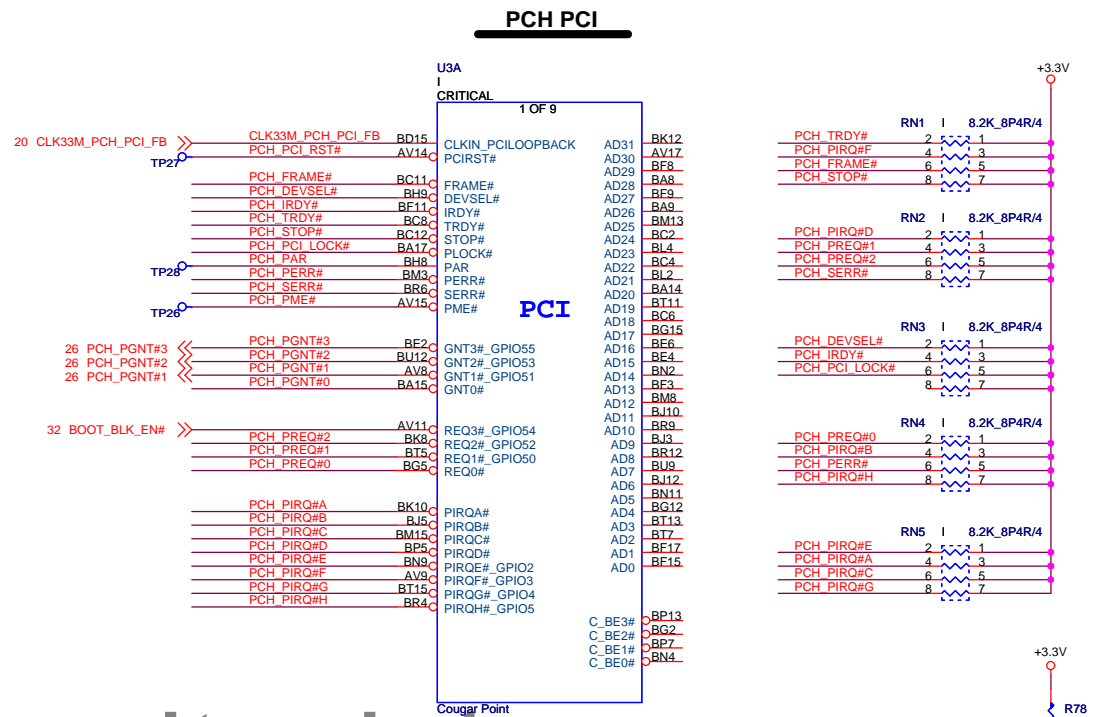 PCH PCI
U3A
I
CRITICAL
1 OF 9
20 CLK33M_PCH_PCI_FB CLK33M_PCH_PCI_FB BD15 CLKIN_PCILOOPBACK
TP27 PCH_PCI_RST# AV14 PCIRST#
PCH_FRAME# BC11 FRAME#
PCH_DEVSEL# BH9 DEVSEL#
PCH_IRDY# BF11 IRDY#
PCH_TRDY# BC8 TRDY#
PCH_STOP# BC12 STOP#
PCH_PCI_LOCK# BA17 PLOCK#
TP28 PCH_PAR BH8 PAR
PCH_PERR# BM3 PERR#
PCH_SERR# BR6 SERR#
TP26 PCH_PME# AV15 PME#
PCI
26 PCH_PGNT#3 PCH_PGNT#3 BE2 GNT3#_GPIO55
26 PCH_PGNT#2 PCH_PGNT#2 BU12 GNT2#_GPIO53
26 PCH_PGNT#1 PCH_PGNT#1 AV8 GNT1#_GPIO51
PCH_PGNT#0 BA15 GNT0#
32 BOOT_BLK_EN# AV11 REQ3#_GPIO54
PCH_PREQ#2 BK8 REQ2#_GPIO52
PCH_PREQ#1 BT5 REQ1#_GPIO50
PCH_PREQ#0 BG5 REQ0#
PCH_PIRQ#A BK10 PIRQA#
PCH_PIRQ#B BJ5 PIRQB#
PCH_PIRQ#C BM15 PIRQC#
PCH_PIRQ#D BP5 PIRQD#
PCH_PIRQ#E BN9 PIRQE#_GPIO2
PCH_PIRQ#F AV9 PIRQF#_GPIO3
PCH_PIRQ#G BT15 PIRQG#_GPIO4
PCH_PIRQ#H BR4 PIRQH#_GPIO5
AD31 BK12
AD30 AV17
AD29 BF8
AD28 BA8
AD27 BF9
AD26 BA9
AD25 BM13
AD24 BC2
AD23 BL4
AD22 BC4
AD21 BL2
AD20 BA14
AD19 BT11
AD18 BC6
AD17 BG15
AD16 BE6
AD15 BE4
AD14 BN2
AD13 BF3
AD12 BM8
AD11 BJ10
AD10 BR9
AD9 BJ3
AD8 BR12
AD7 BU9
AD6 BJ12
AD5 BN11
AD4 BG12
AD3 BT13
AD2 BT7
AD1 BF17
AD0 BF15
C_BE3# BP13
C_BE2# BG2
C_BE1# BP7
C_BE0# BN4
Cougar Point
+3.3V
RN1 I 8.2K_8P4R/4
PCH_TRDY# 2 1
PCH_PIRQ#F 4 3
PCH_FRAME# 6 5
PCH_STOP# 8 7
RN2 I 8.2K_8P4R/4
PCH_PIRQ#D 2 1
PCH_PREQ#1 4 3
PCH_PREQ#2 6 5
PCH_SERR# 8 7
RN3 I 8.2K_8P4R/4
PCH_DEVSEL# 2 1
PCH_IRDY# 4 3
PCH_PCI_LOCK# 6 5
8 7
RN4 I 8.2K_8P4R/4
PCH_PREQ#0 2 1
PCH_PIRQ#B 4 3
PCH_PERR# 6 5
PCH_PIRQ#H 8 7
RN5 I 8.2K_8P4R/4
PCH_PIRQ#E 2 1
PCH_PIRQ#A 4 3
PCH_PIRQ#C 6 5
PCH_PIRQ#G 8 7
+3.3V
R78